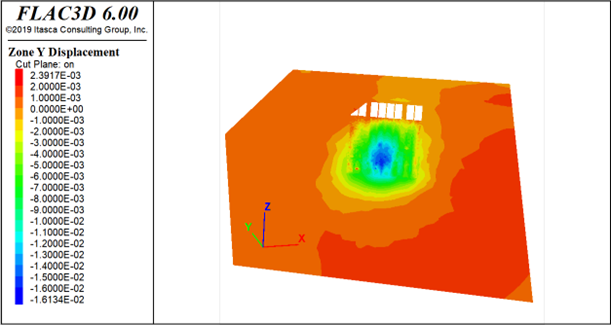 FLAC3D 6.00
©2019 Itasca Consulting Group, Inc.
Zone Y Displacement
Cut Plane: on
2.3917E-03
2.0000E-03
1.0000E-03
0.0000E+00
-1.0000E-03
-2.0000E-03
-3.0000E-03
-4.0000E-03
-5.0000E-03
-6.0000E-03
-7.0000E-03
-8.0000E-03
-9.0000E-03
-1.0000E-02
-1.1000E-02
-1.2000E-02
-1.3000E-02
-1.4000E-02
-1.5000E-02
-1.6000E-02
-1.6134E-02
Z
Y
X